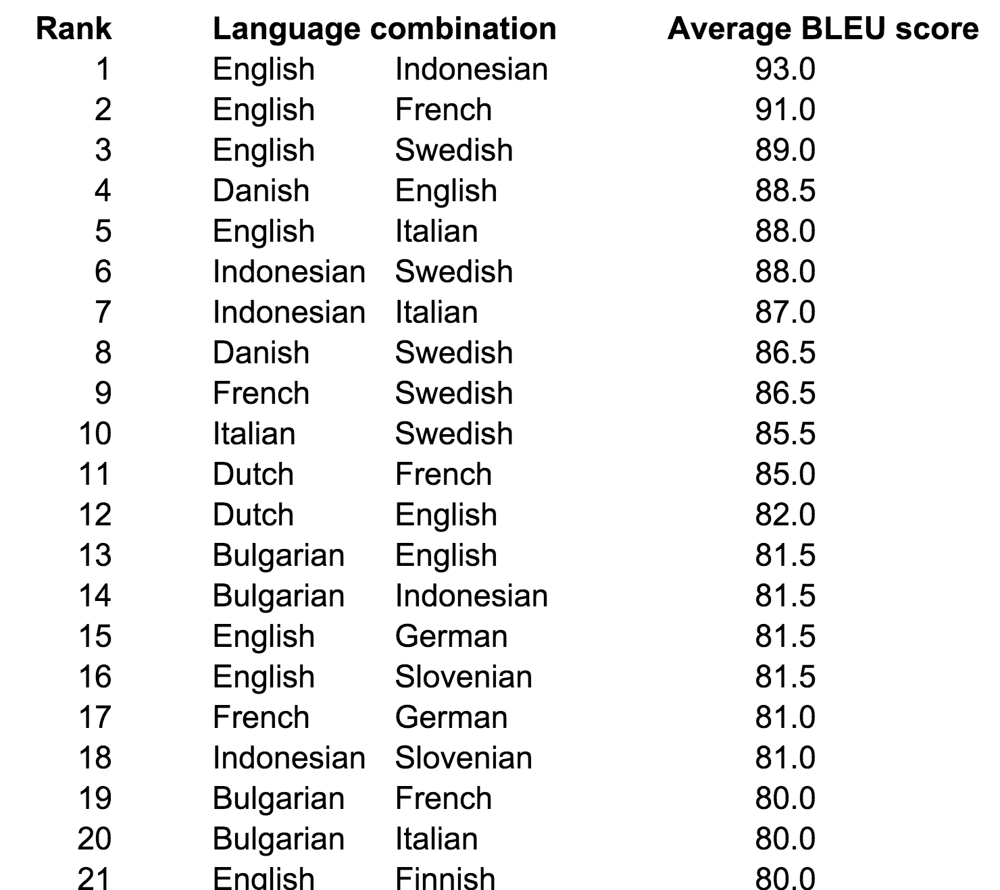 Rank Language combination Average BLEU score
1 English Indonesian 93.0
2 English French 91.0
3 English Swedish 89.0
4 Danish English 88.5
5 English Italian 88.0
6 Indonesian Swedish 88.0
7 Indonesian Italian 87.0
8 Danish Swedish 86.5
9 French Swedish 86.5
10 Italian Swedish 85.5
11 Dutch French 85.0
12 Dutch English 82.0
13 Bulgarian English 81.5
14 Bulgarian Indonesian 81.5
15 English German 81.5
16 English Slovenian 81.5
17 French German 81.0
18 Indonesian Slovenian 81.0
19 Bulgarian French 80.0
20 Bulgarian Italian 80.0
21 English Finnish 80.0